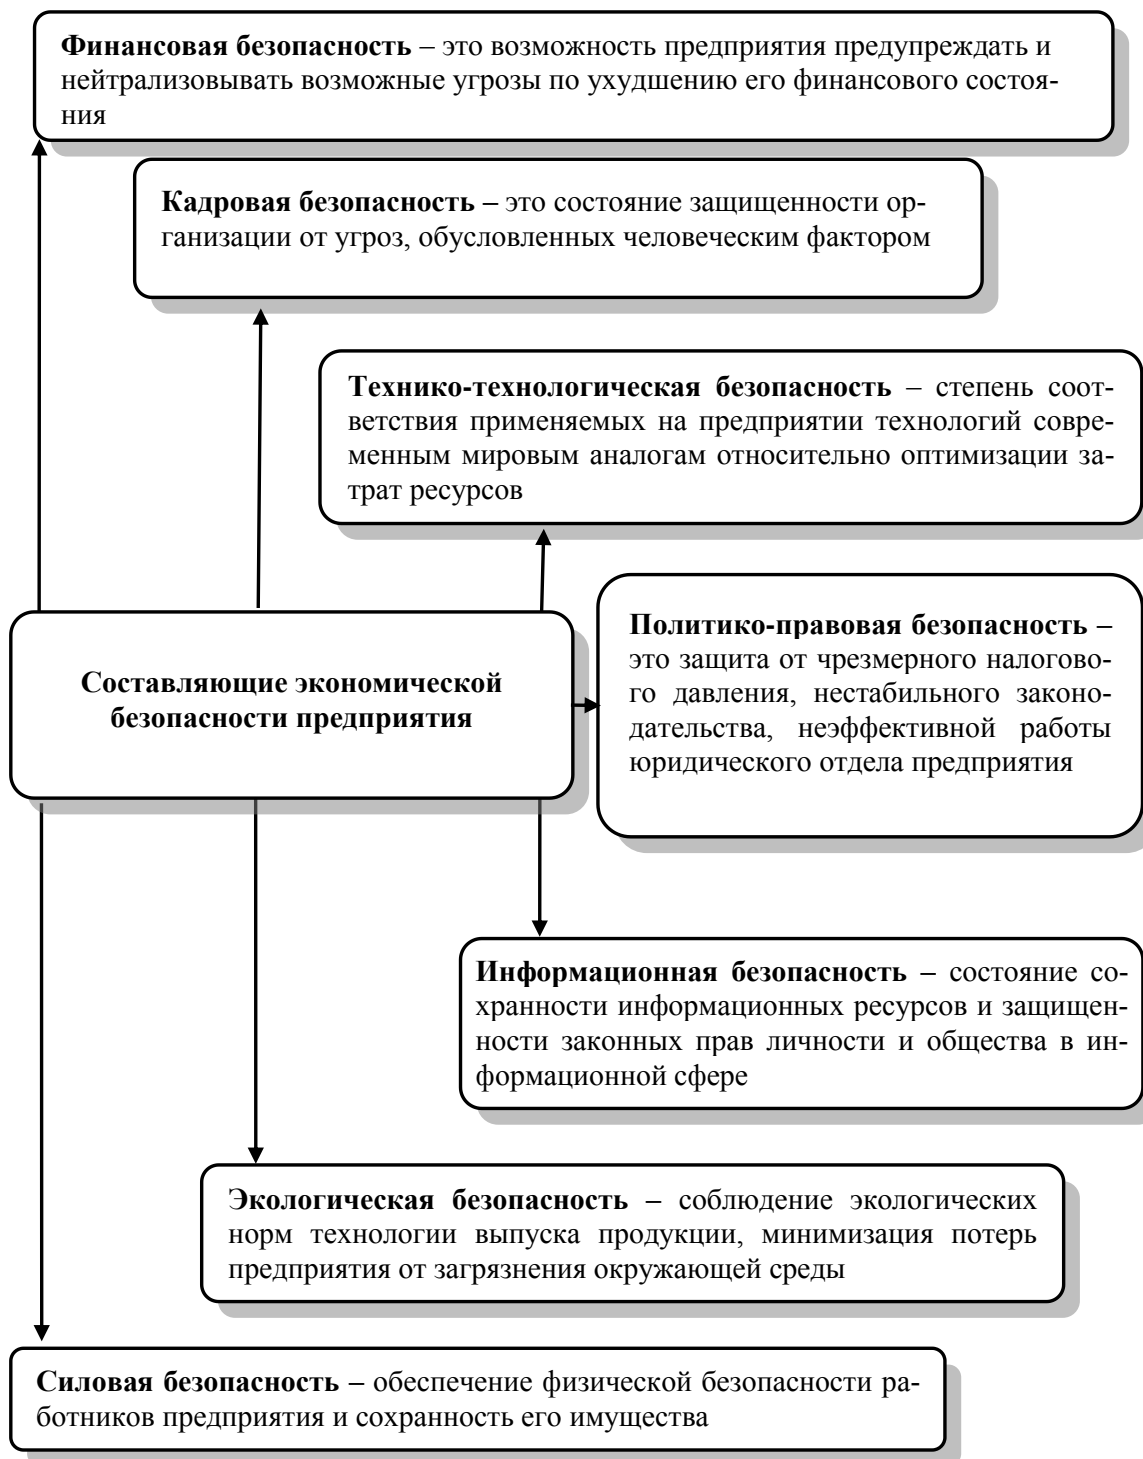 Финансовая безопасность – это возможность предприятия предупреждать и
нейтрализовывать возможные угрозы по ухудшению его финансового состоя-
ния
Кадровая безопасность – это состояние защищенности ор-
ганизации от угроз, обусловленных человеческим фактором
Технико-технологическая безопасность – степень соот-
ветствия применяемых на предприятии технологий совре-
менным мировым аналогам относительно оптимизации за-
трат ресурсов
Политико-правовая безопасность –
это защита от чрезмерного налогово-
го давления, нестабильного законо-
дательства, неэффективной работы
юридического отдела предприятия
Составляющие экономической
безопасности предприятия
Информационная безопасность – состояние со-
хранности информационных ресурсов и защищен-
ности законных прав личности и общества в ин-
формационной сфере
Экологическая безопасность – соблюдение экологических
норм технологии выпуска продукции, минимизация потерь
предприятия от загрязнения окружающей среды
Силовая безопасность – обеспечение физической безопасности ра-
ботников предприятия и сохранность его имущества